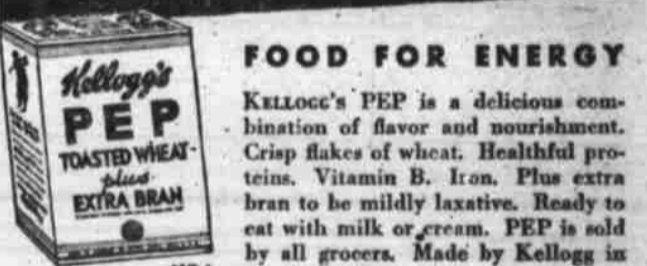 Kellogg's
PEP
TOASTED WHEAT-
plus
EXTRA BRAN
FOOD FOR ENERGY
KELLOGG'S PEP is a delicious com-
bination of flavor and nourishment.
Crisp flakes of wheat. Healthful pro-
teins. Vitamin B. Iron. Plus extra
bran to be mildly laxative. Ready to
eat with milk or cream. PEP is sold
by all grocers. Made by Kellogg in